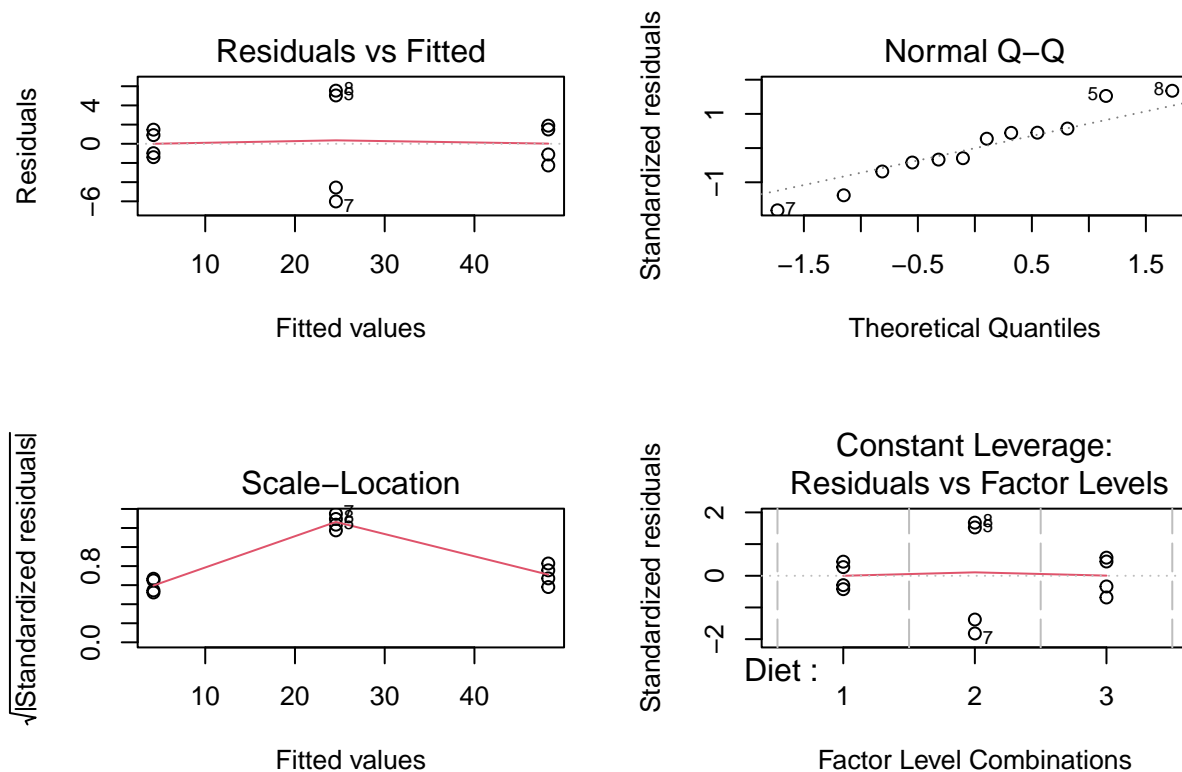 Residuals vs Fitted
Residuals
4
0
−6
8
5
7
10 20 30 40
Fitted values
Normal Q−Q
Standardized residuals
1
−1
7
5
8
−1.5 −0.5 0.5 1.5
Theoretical Quantiles
Scale−Location
√|Standardized residuals|
0.8
0.0
7
8
5
10 20 30 40
Fitted values
Constant Leverage:
Residuals vs Factor Levels
Standardized residuals
2
0
−2
8
5
7
Diet :
1 2 3
Factor Level Combinations